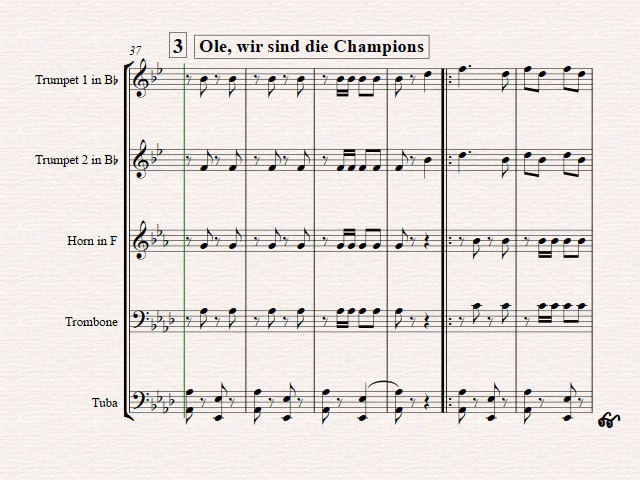 3 Ole, wir sind die Champions
37
Trumpet 1 in B♭
Trumpet 2 in B♭
Horn in F
Trombone
Tuba